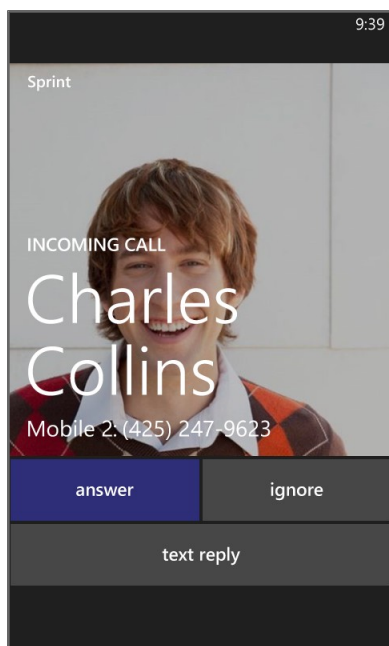 9:39
Sprint
INCOMING CALL
Charles
Collins
Mobile 2: (425) 247-9623
answer
ignore
text reply